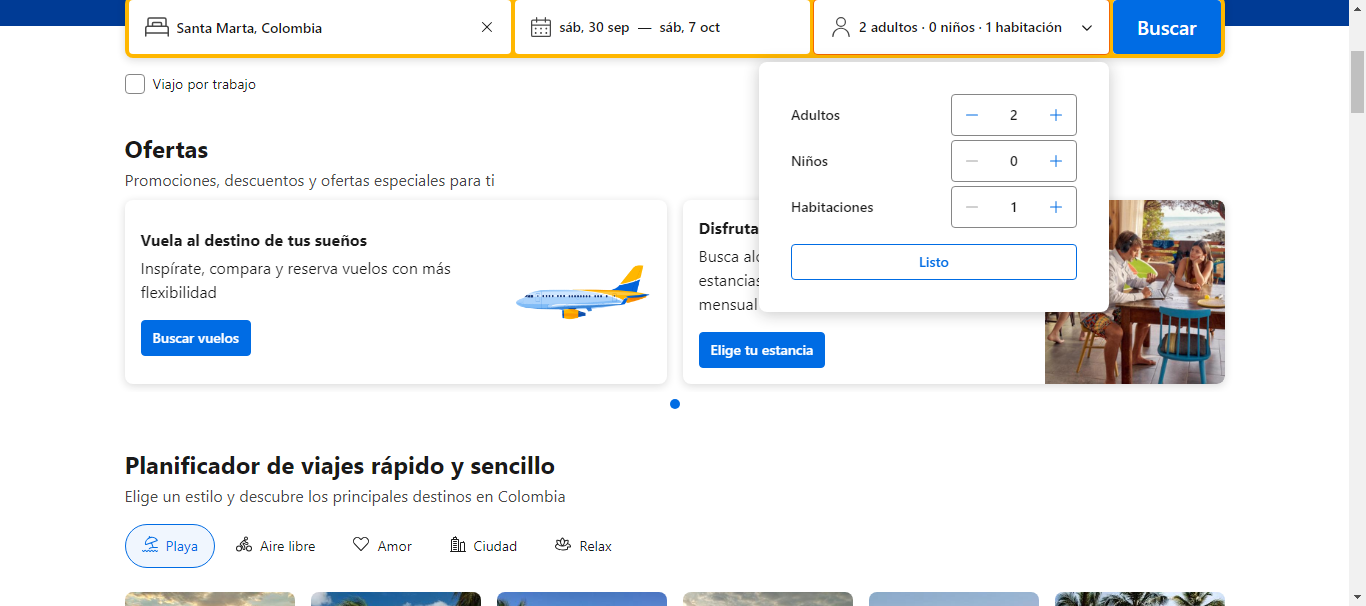 Santa Marta, Colombia
sáb, 30 sep — sáb, 7 oct
2 adultos · 0 niños · 1 habitación
Buscar
Viajo por trabajo
Adultos
2
Niños
0
Habitaciones
1
Listo
Ofertas
Promociones, descuentos y ofertas especiales para ti
Vuela al destino de tus sueños
Inspírate, compara y reserva vuelos con más
flexibilidad
Buscar vuelos
Disfruta
Busca
estancias
mensual
Elige tu estancia
Planificador de viajes rápido y sencillo
Elige un estilo y descubre los principales destinos en Colombia
Playa
Aire libre
Amor
Ciudad
Relax